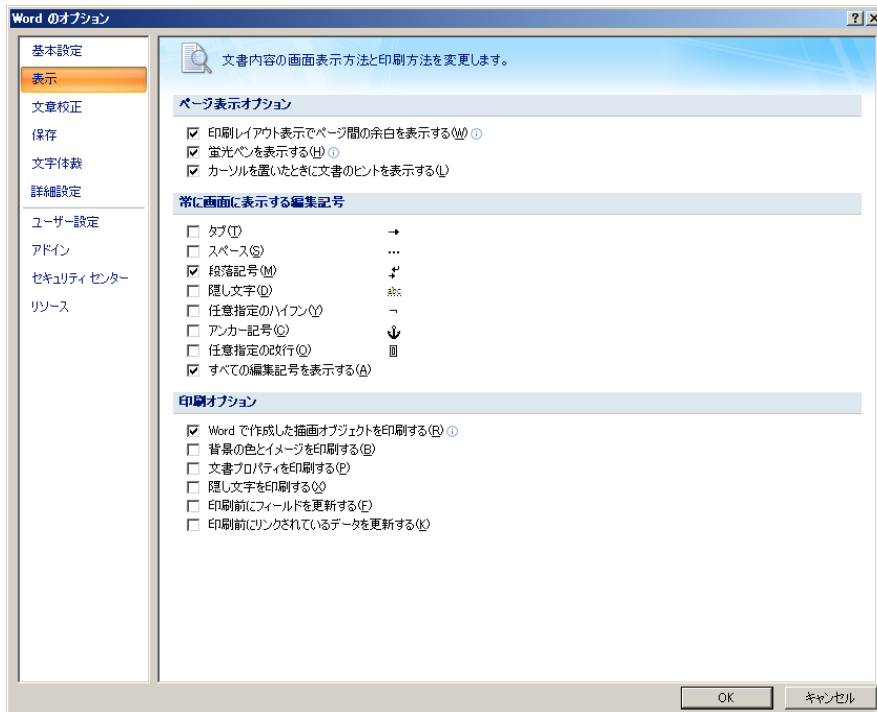 Word のオプション
基本設定
表示
文章校正
保存
文字体裁
詳細設定
ユーザー設定
アドイン
セキュリティ センター
リソース
文書内容の画面表示方法と印刷方法を変更します。
ページ表示オプション
印刷レイアウト表示でページ間の余白を表示する(W)
蛍光ペンを表示する(H)
カーソルを置いたときに文書のヒントを表示する(L)
常に画面に表示する編集記号
タブ(T)
スペース(S)
段落記号(M)
隠し文字(D) abc
任意指定のハイフン(Y)
アンカー記号(C)
任意指定の改行(O)
すべての編集記号を表示する(A)
印刷オプション
Word で作成した描画オブジェクトを印刷する(R)
背景の色とイメージを印刷する(B)
文書プロパティを印刷する(P)
隠し文字を印刷する(X)
印刷前にフィールドを更新する(F)
印刷前にリンクされているデータを更新する(K)
OK キャンセル